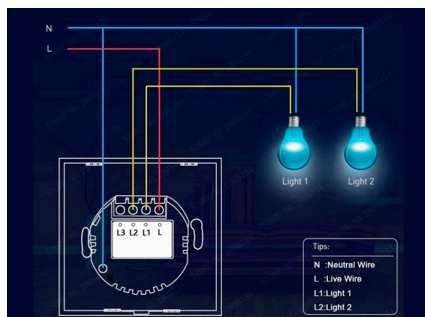 N
L
Light 1 Light 2
L3 L2 L1 L
Tips:
N :Neutral Wire
L :Live Wire
L1:Light 1
L2:Light 2